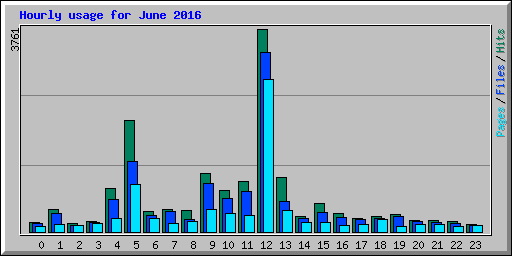 Hourly usage for June 2016
3761
Pages / Files / Hits
0 1 2 3 4 5 6 7 8 9 10 11 12 13 14 15 16 17 18 19 20 21 22 23